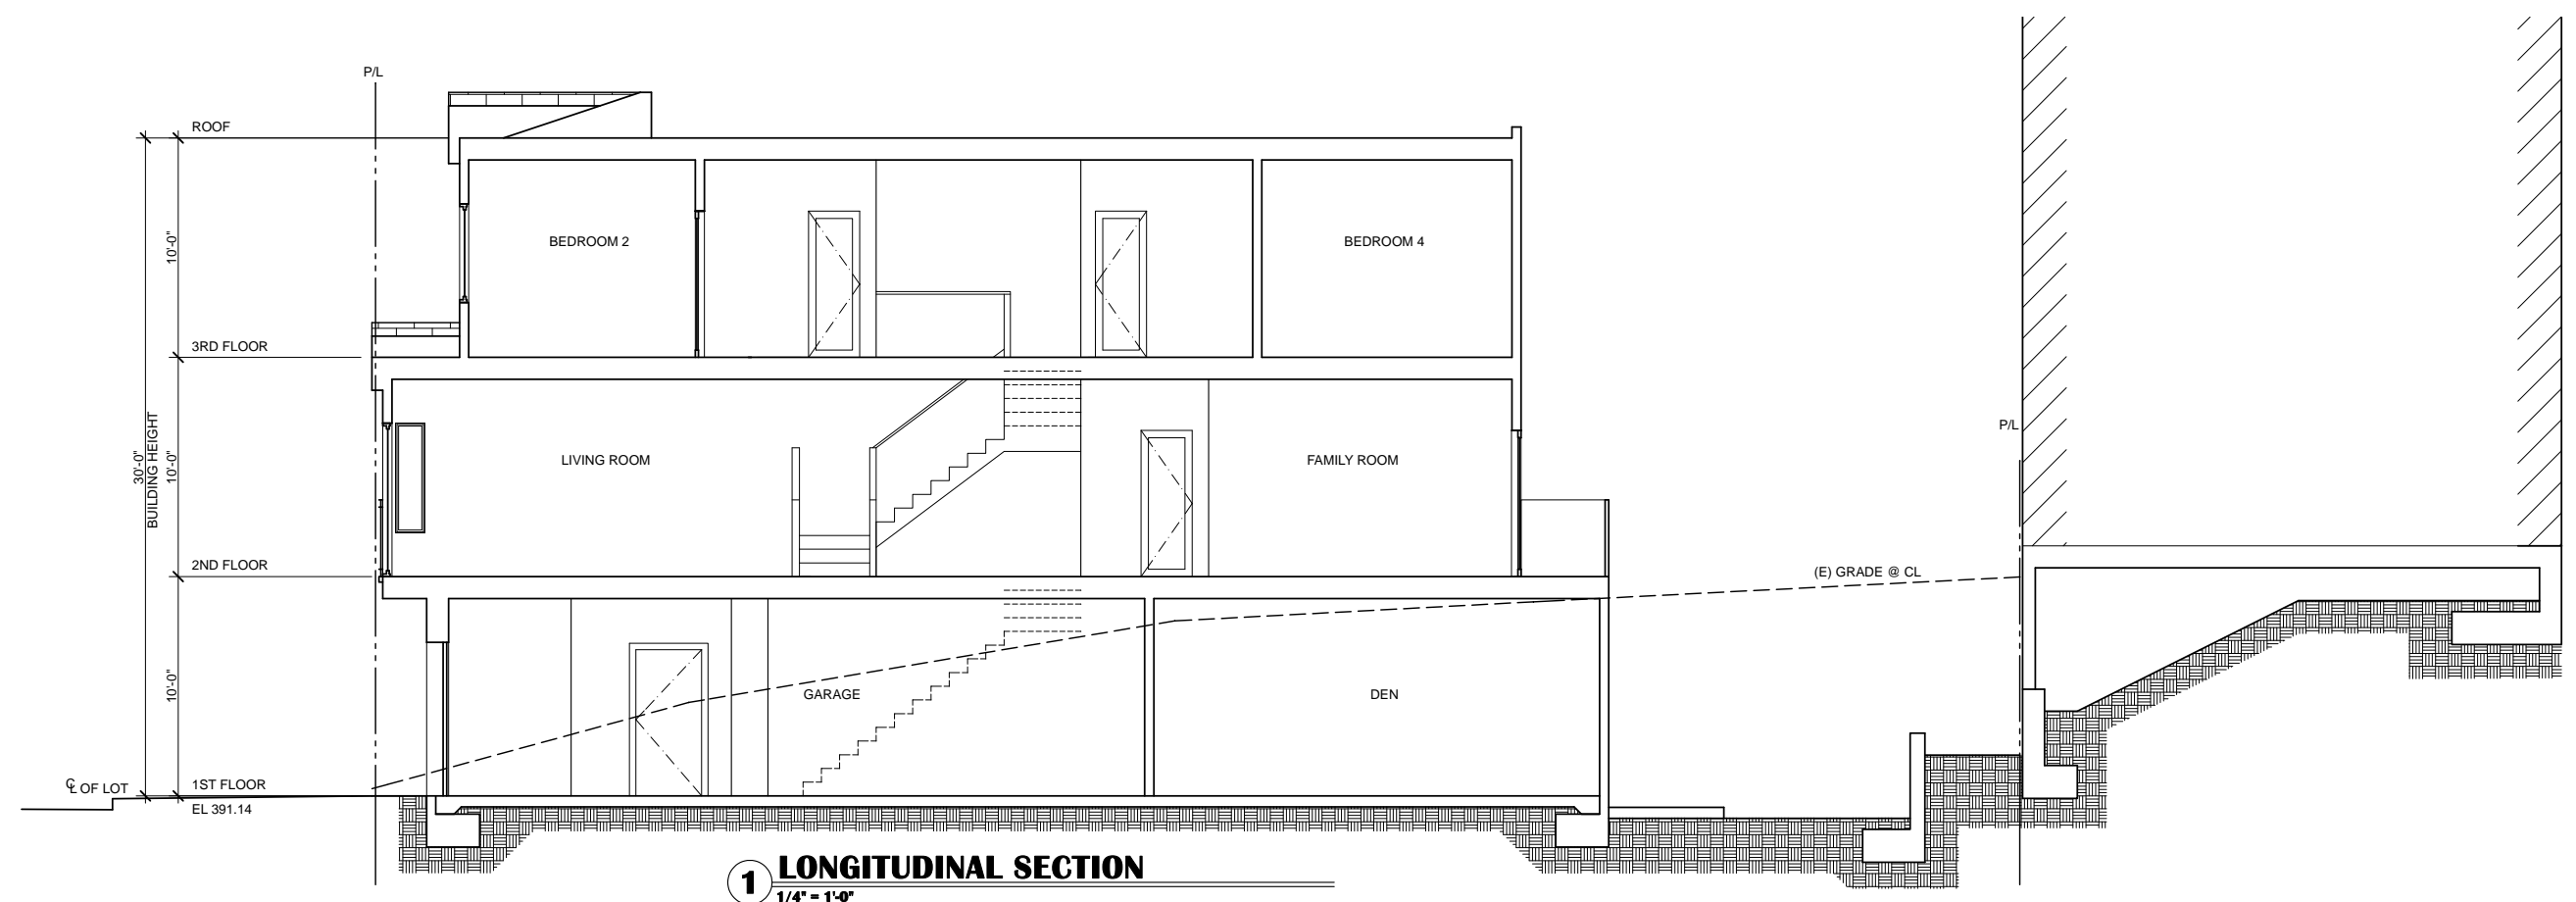 P/L
ROOF
10'-0"
BEDROOM 2
BEDROOM 4
3RD FLOOR
30'-0"
BUILDING HEIGHT
10'-0"
LIVING ROOM
FAMILY ROOM
P/L
2ND FLOOR
(E) GRADE @ CL
10'-0"
GARAGE
DEN
℄ OF LOT
1ST FLOOR
EL 391.14
1 LONGITUDINAL SECTION
1/4" = 1'-0"